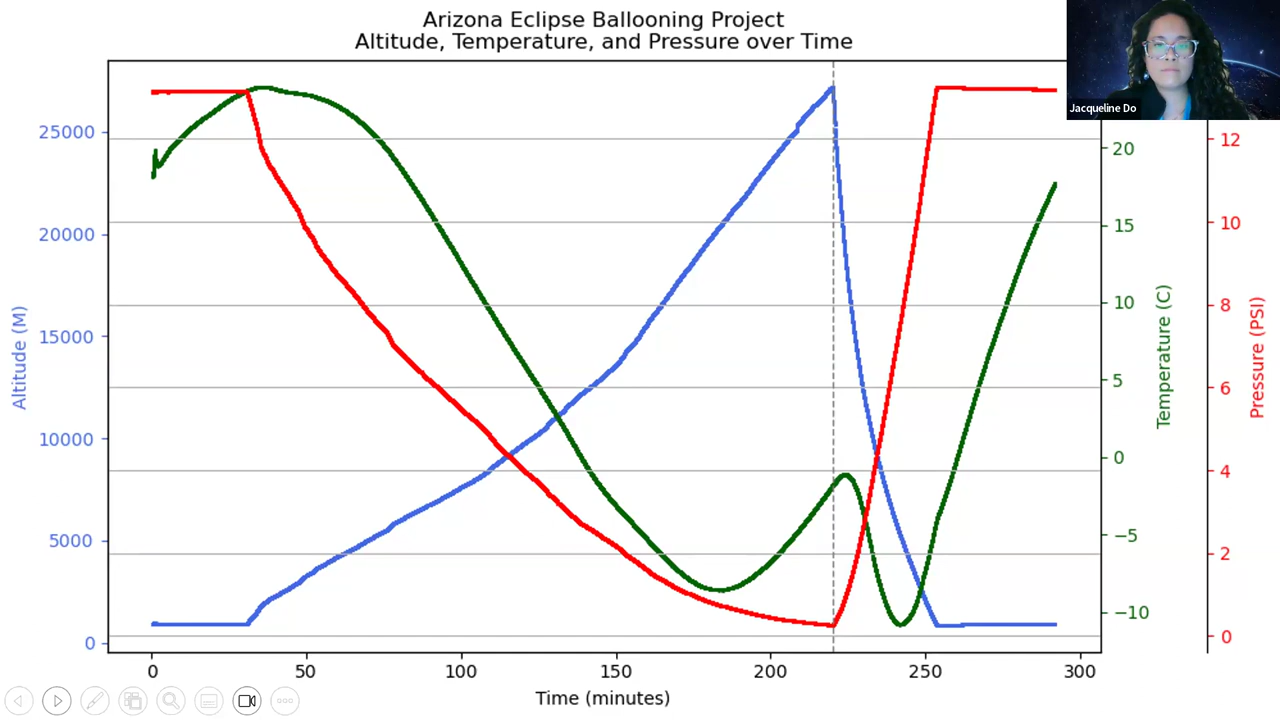 Arizona Eclipse Ballooning Project
Altitude, Temperature, and Pressure over Time
Jacqueline Do
25000
20000
15000
10000
5000
0
Altitude (M)
20
15
10
5
0
−5
−10
Temperature (C)
12
10
8
6
4
2
0
Pressure (PSI)
0 50 100 150 200 250 300
Time (minutes)